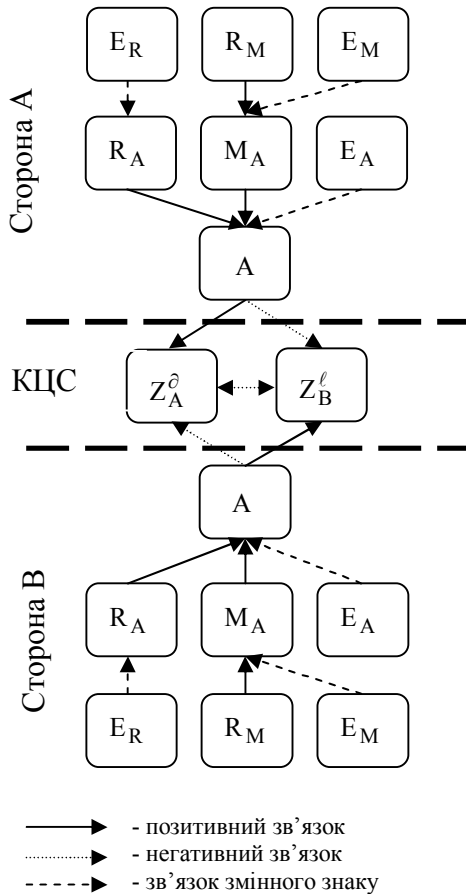 Сторона А
E_R R_M E_M
R_A M_A E_A
A
КЦС
Z_A^∂ Z_B^ℓ
A
Сторона В
R_A M_A E_A
E_R R_M E_M
- позитивний зв’язок
- негативний зв’язок
- зв’язок змінного знаку